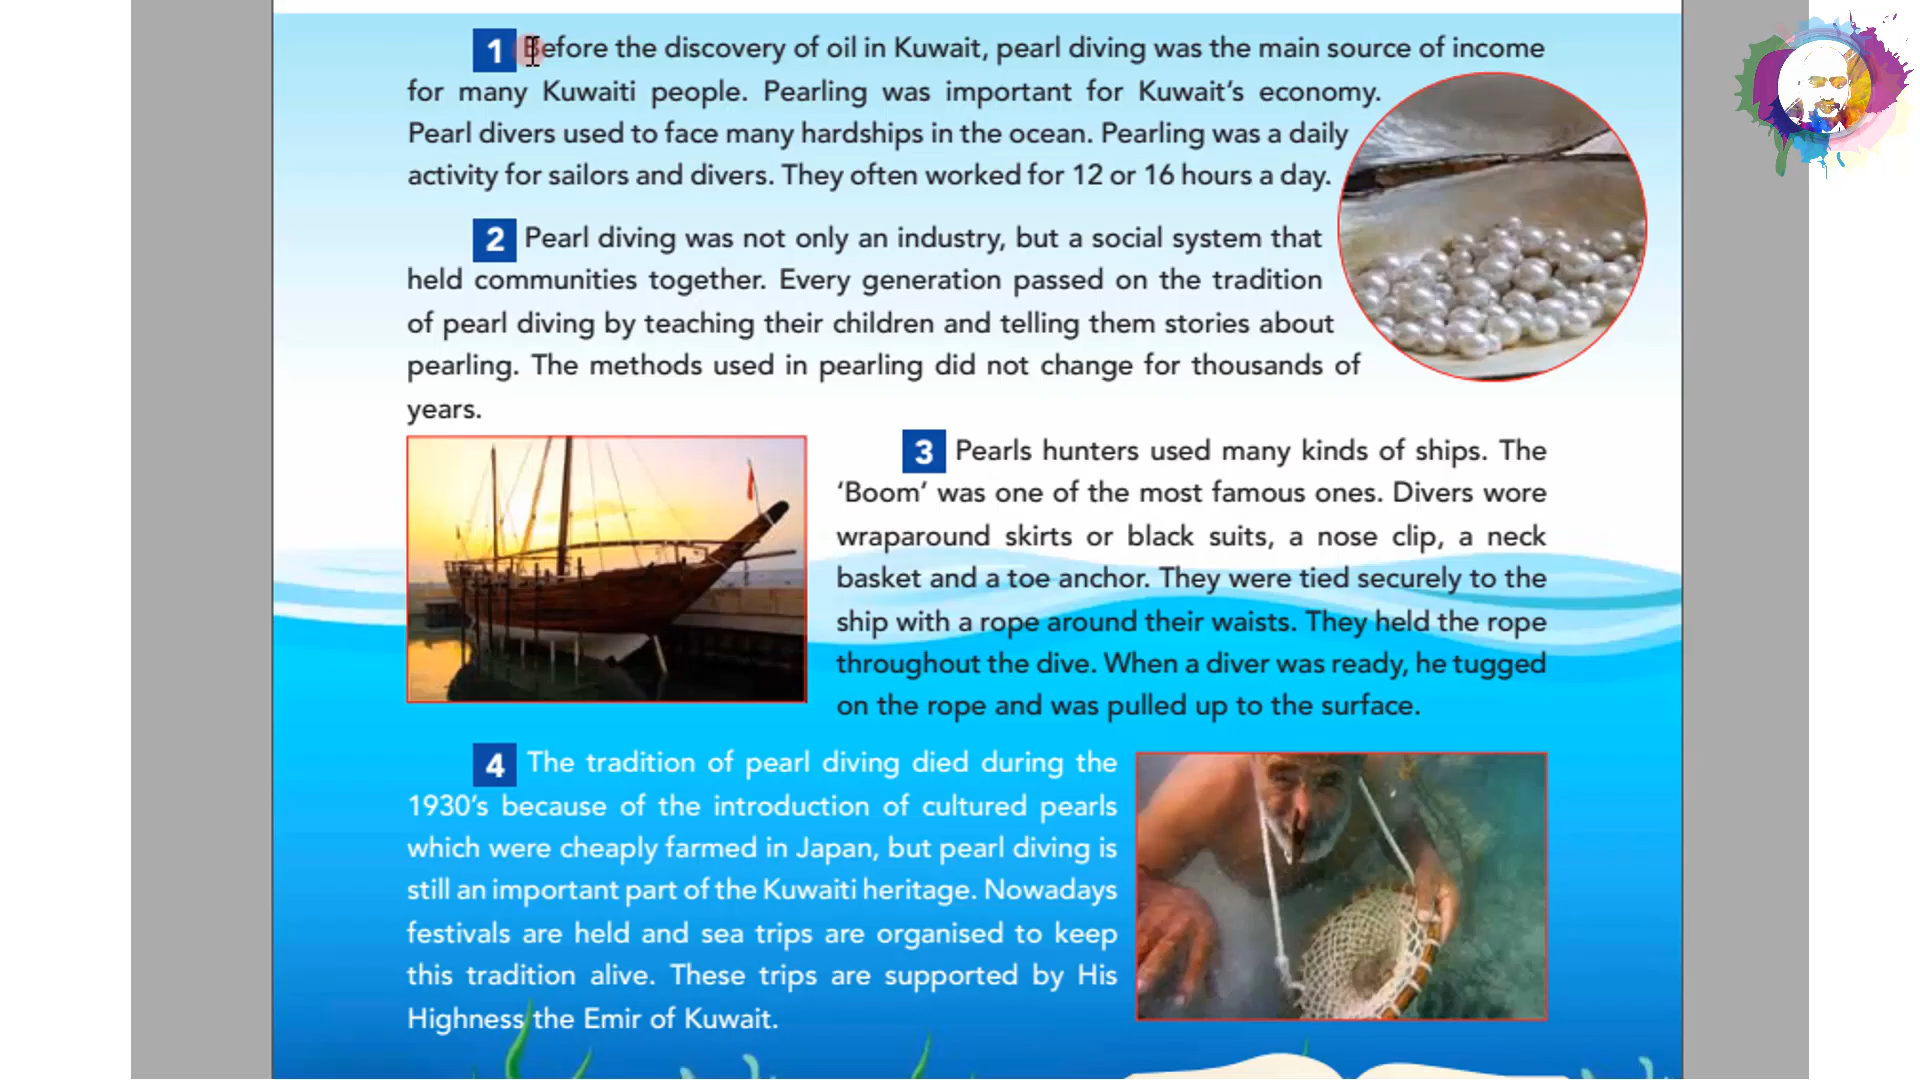 1 Before the discovery of oil in Kuwait, pearl diving was the main source of income
for many Kuwaiti people. Pearling was important for Kuwait’s economy.
Pearl divers used to face many hardships in the ocean. Pearling was a daily
activity for sailors and divers. They often worked for 12 or 16 hours a day.
2 Pearl diving was not only an industry, but a social system that
held communities together. Every generation passed on the tradition
of pearl diving by teaching their children and telling them stories about
pearling. The methods used in pearling did not change for thousands of
years.
3 Pearls hunters used many kinds of ships. The
‘Boom’ was one of the most famous ones. Divers wore
wraparound skirts or black suits, a nose clip, a neck
basket and a toe anchor. They were tied securely to the
ship with a rope around their waists. They held the rope
throughout the dive. When a diver was ready, he tugged
on the rope and was pulled up to the surface.
4 The tradition of pearl diving died during the
1930’s because of the introduction of cultured pearls
which were cheaply farmed in Japan, but pearl diving is
still an important part of the Kuwaiti heritage. Nowadays
festivals are held and sea trips are organised to keep
this tradition alive. These trips are supported by His
Highness the Emir of Kuwait.